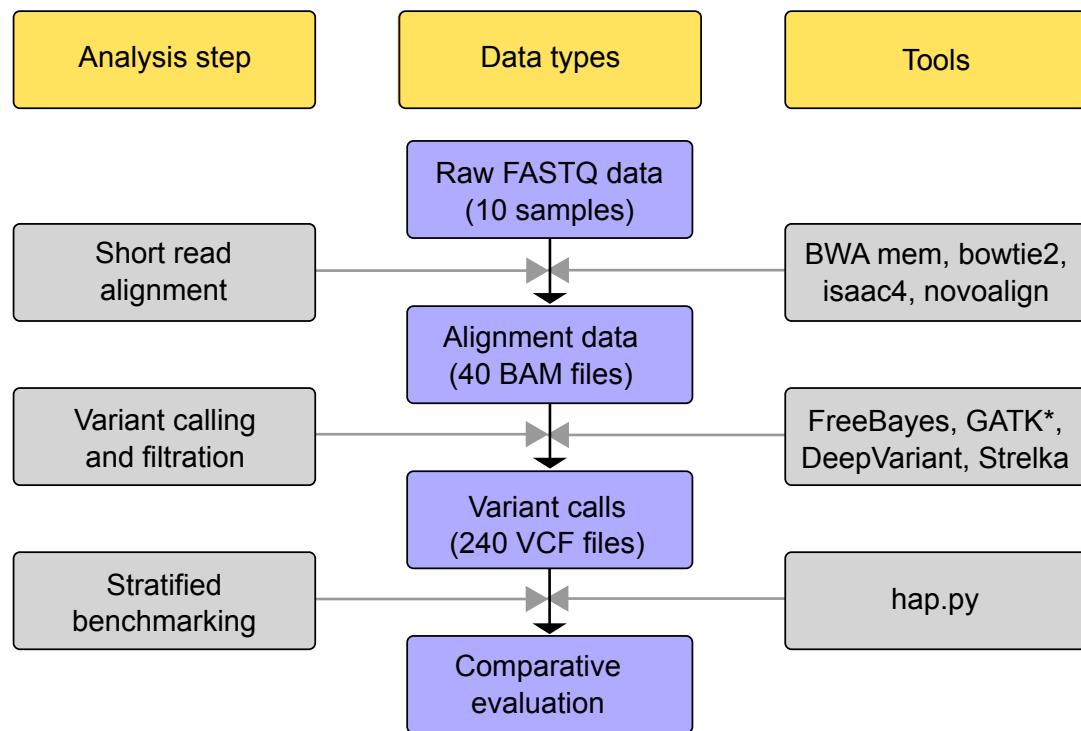 Analysis step
Data types
Tools
Raw FASTQ data
(10 samples)
Short read
alignment
BWA mem, bowtie2,
isaac4, novoalign
Alignment data
(40 BAM files)
Variant calling
and filtration
FreeBayes, GATK*,
DeepVariant, Strelka
Variant calls
(240 VCF files)
Stratified
benchmarking
hap.py
Comparative
evaluation